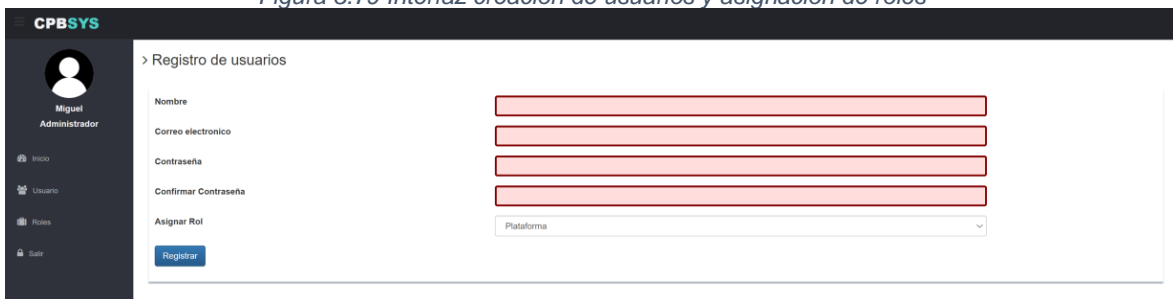 Figura 3.79 Interfaz creación de usuarios y asignación de roles
CPBSYS
Miguel
Administrador
Inicio
Usuario
Roles
Salir
> Registro de usuarios
Nombre
Correo electronico
Contraseña
Confirmar Contraseña
Asignar Rol
Plataforma
Registrar